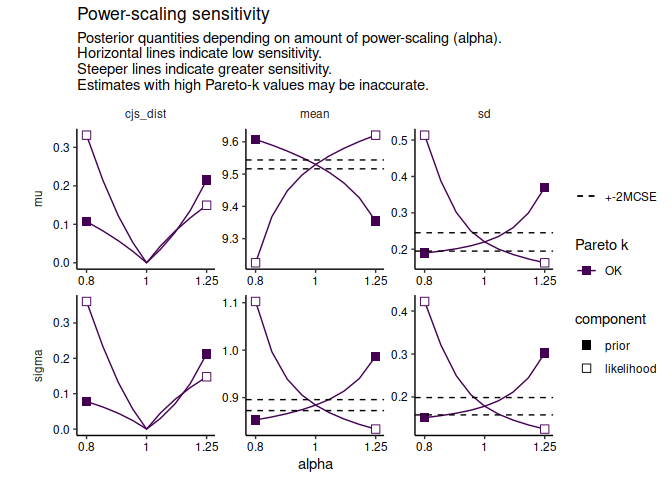 Power-scaling sensitivity
Posterior quantities depending on amount of power-scaling (alpha).
Horizontal lines indicate low sensitivity.
Steeper lines indicate greater sensitivity.
Estimates with high Pareto-k values may be inaccurate.
cjs_dist mean sd
mu
0.3
0.2
0.1
0.0
0.8 1 1.25
9.6
9.5
9.4
9.3
0.8 1 1.25
0.5
0.4
0.3
0.2
0.8 1 1.25
sigma
0.3
0.2
0.1
0.0
0.8 1 1.25
1.1
1.0
0.9
0.8 1 1.25
0.4
0.3
0.2
0.8 1 1.25
alpha
+-2MCSE
Pareto k
OK
component
prior
likelihood